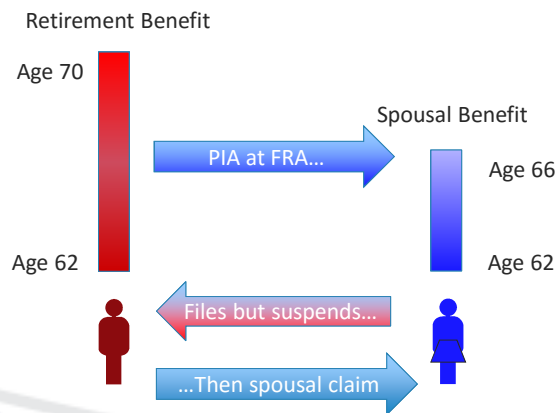 Retirement Benefit
Age 70
Spousal Benefit
PIA at FRA...
Age 66
Age 62
Age 62
Files but suspends...
...Then spousal claim